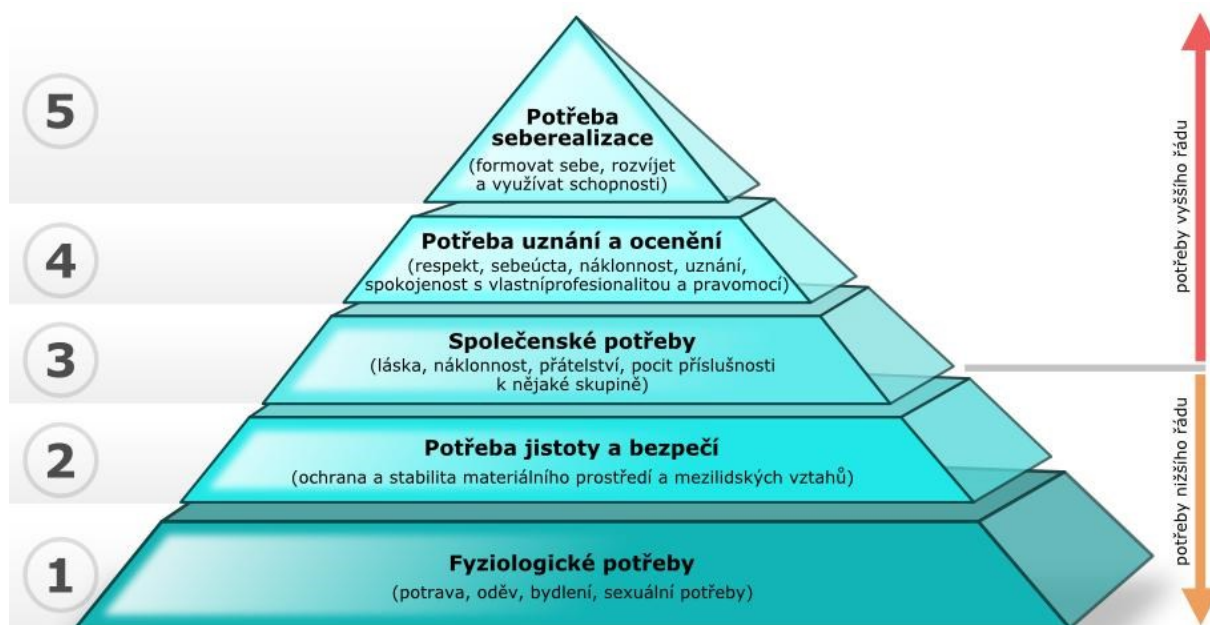 5
Potřeba
seberealizace
(formovat sebe, rozvíjet
a využívat schopnosti)
4
Potřeba uznání a ocenění
(respekt, sebeúcta, náklonnost, uznání,
spokojenost s vlastníprofesionalitou a pravomocí)
3
Společenské potřeby
(láska, náklonnost, přátelství, pocit příslušnosti
k nějaké skupině)
2
Potřeba jistoty a bezpečí
(ochrana a stabilita materiálního prostředí a mezilidských vztahů)
1
Fyziologické potřeby
(potrava, oděv, bydlení, sexuální potřeby)
potřeby vyššího řádu
potřeby nižšího řádu